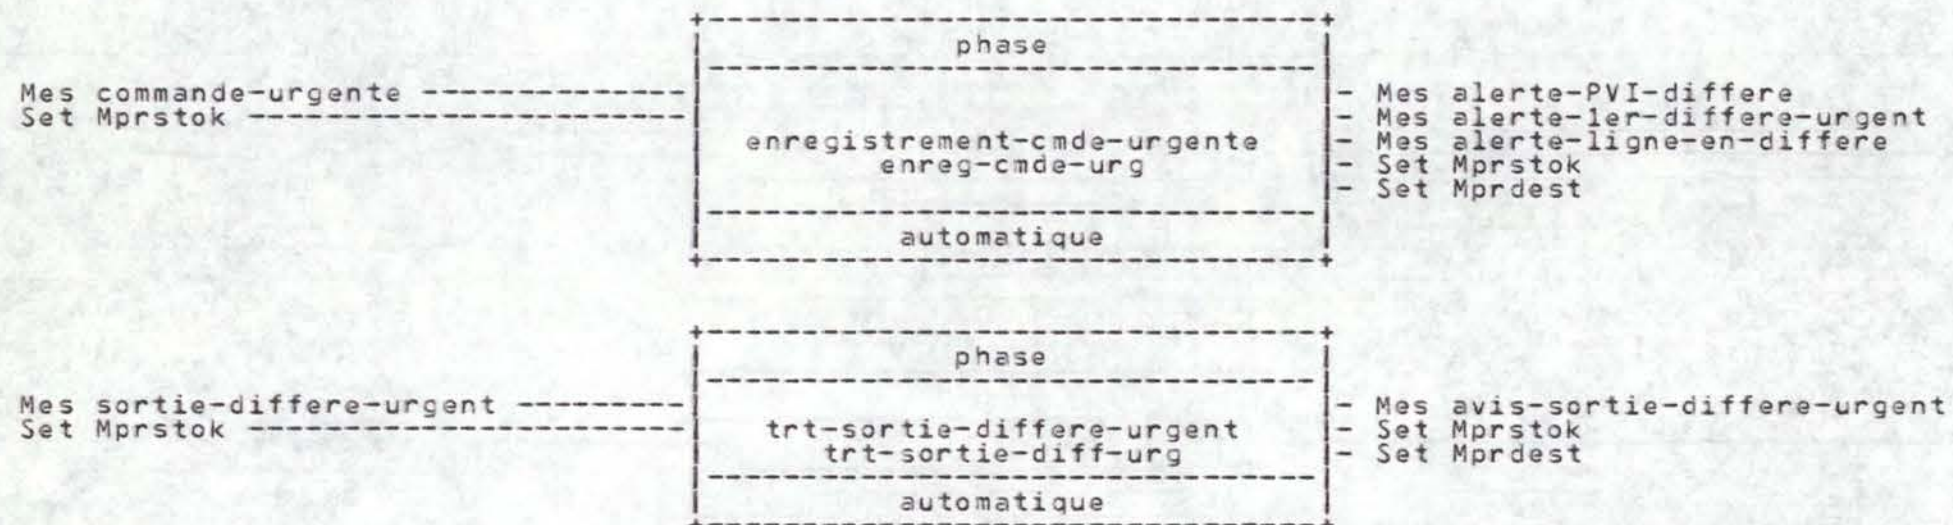 phase
Mes commande-urgente
Set Mprstok
enregistrement-cmde-urgente
enreg-cmde-urg
Mes alerte-PVI-differe
Mes alerte-1er-differe-urgent
Mes alerte-ligne-en-differe
Set Mprstok
Set Mprdest
automatique
phase
Mes sortie-differe-urgent
Set Mprstok
trt-sortie-differe-urgent
trt-sortie-diff-urg
Mes avis-sortie-differe-urgent
Set Mprstok
Set Mprdest
automatique